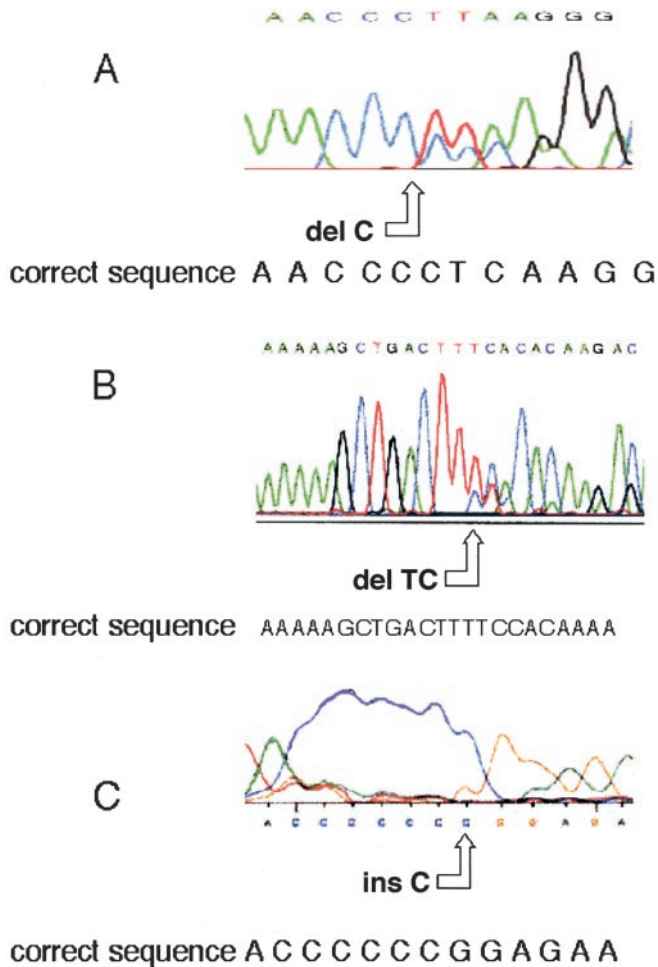 A A C C C T T A A G G G
A
del C
correct sequence A A C C C C T C A A G G
A A A A A G C T G A C T T T C A C A C A A G A C
B
del TC
correct sequence AAAAAGCTGACTTTTCCACAAAA
C
ins C
correct sequence A C C C C C C C G G A G A A